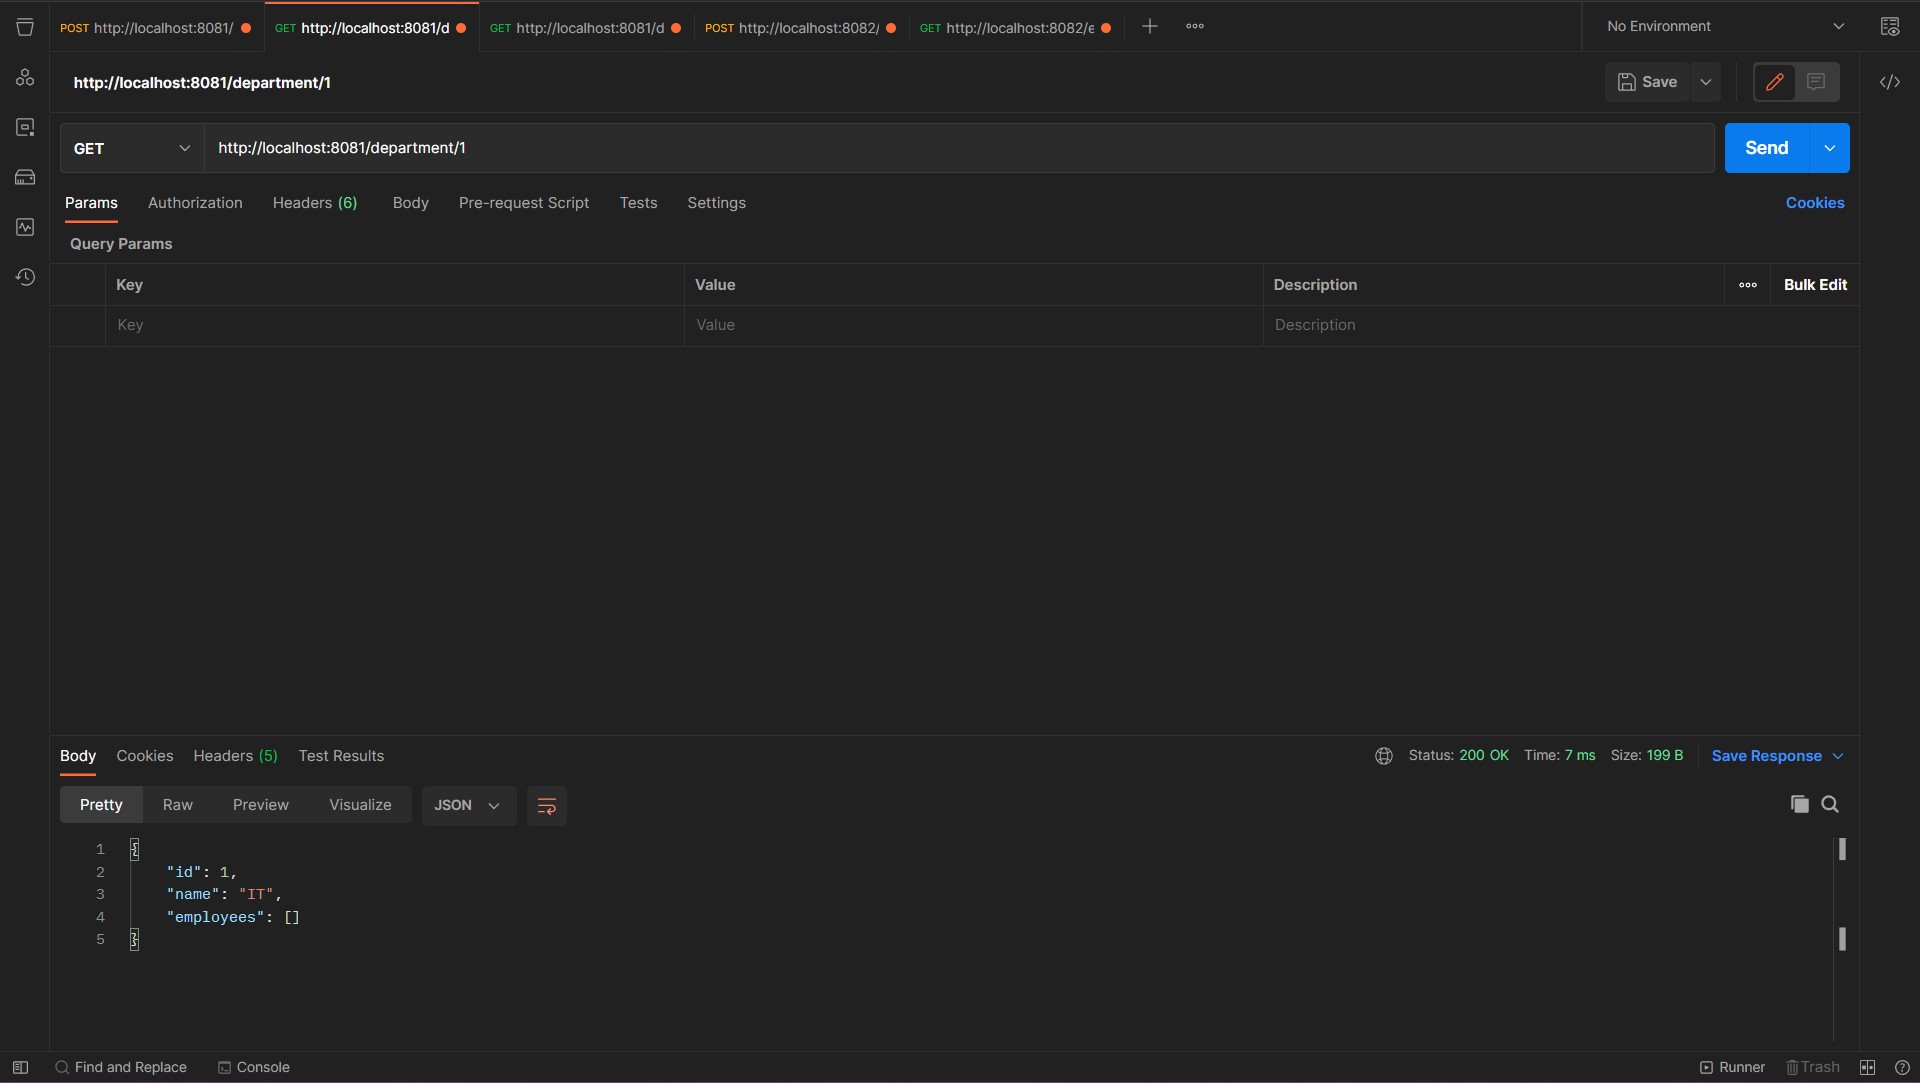 POST http://localhost:8081/ GET http://localhost:8081/d GET http://localhost:8081/d POST http://localhost:8082/ GET http://localhost:8082/e No Environment
http://localhost:8081/department/1 Save
GET http://localhost:8081/department/1 Send
Params Authorization Headers (6) Body Pre-request Script Tests Settings Cookies
Query Params
Key Value Description Bulk Edit
Key Value Description
Body Cookies Headers (5) Test Results Status: 200 OK Time: 7 ms Size: 199 B Save Response
Pretty Raw Preview Visualize JSON
1 {
2 "id": 1,
3 "name": "IT",
4 "employees": []
5 }
Find and Replace Console Runner Trash